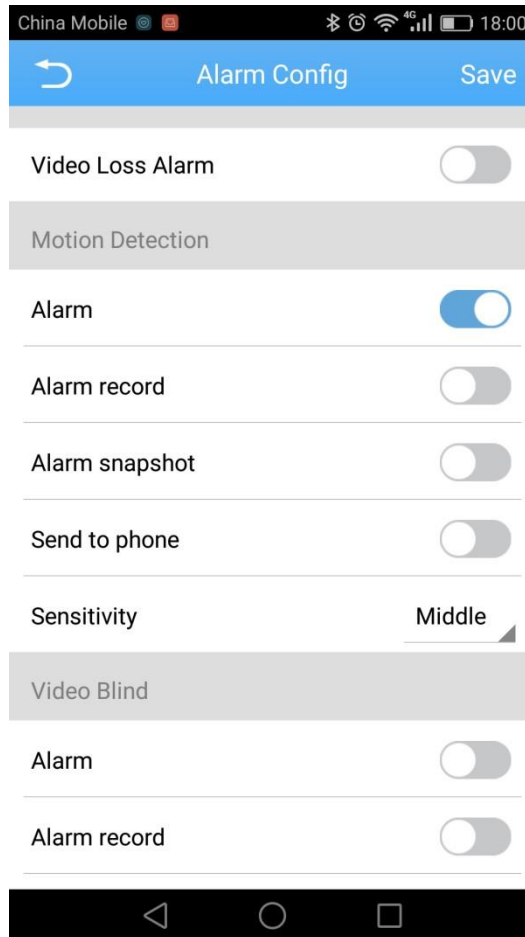 China Mobile 4G 18:00
Alarm Config Save
Video Loss Alarm
Motion Detection
Alarm
Alarm record
Alarm snapshot
Send to phone
Sensitivity Middle
Video Blind
Alarm
Alarm record